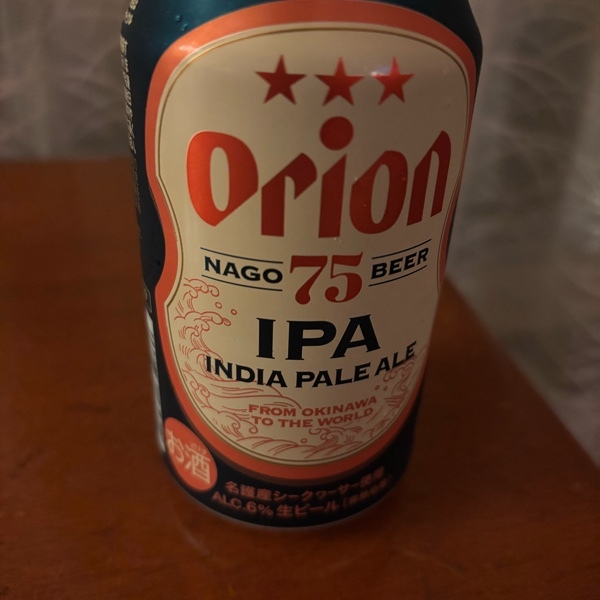 Orion
NAGO 75 BEER
IPA
INDIA PALE ALE
FROM OKINAWA
TO THE WORLD
お酒
名護産シークヮーサー使用
ALC.6% 生ビール